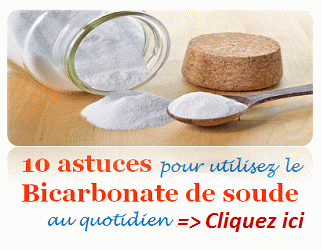 10 astuces pour utilisez le
Bicarbonate de soude
au quotidien => Cliquez ici